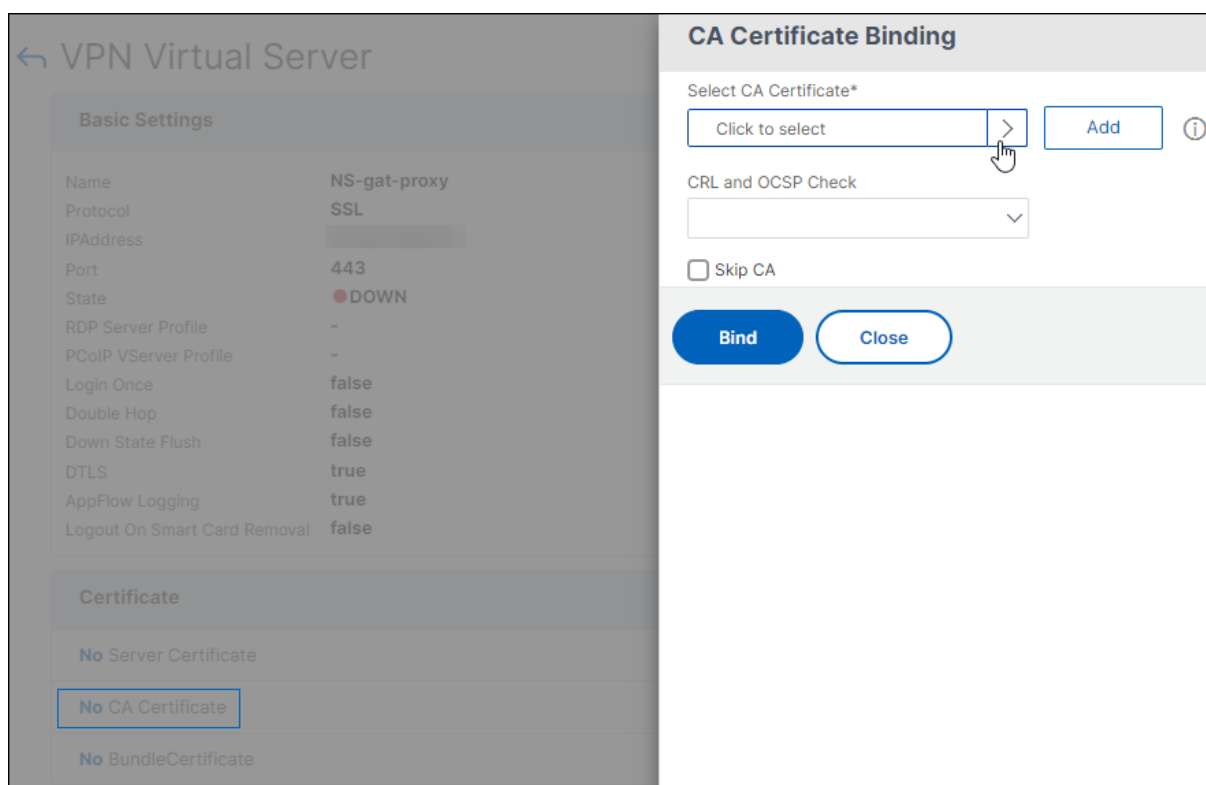 VPN Virtual Server
Basic Settings
Name NS-gat-proxy
Protocol SSL
IPAddress
Port 443
State DOWN
RDP Server Profile -
PCoIP VServer Profile -
Login Once false
Double Hop false
Down State Flush false
DTLS true
AppFlow Logging true
Logout On Smart Card Removal false
Certificate
No Server Certificate
No CA Certificate
No BundleCertificate
CA Certificate Binding
Select CA Certificate*
Click to select
Add
CRL and OCSP Check
Skip CA
Bind
Close